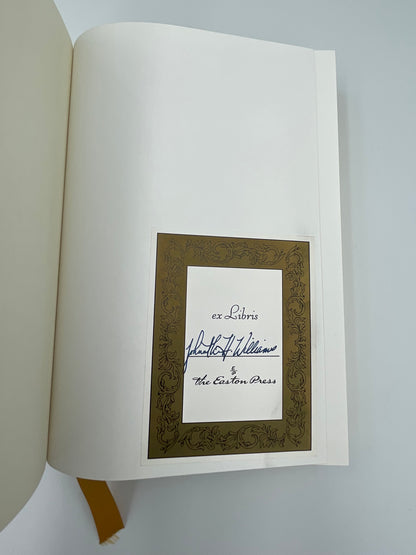 ex Libris
H. Williams
&
the Easton Press